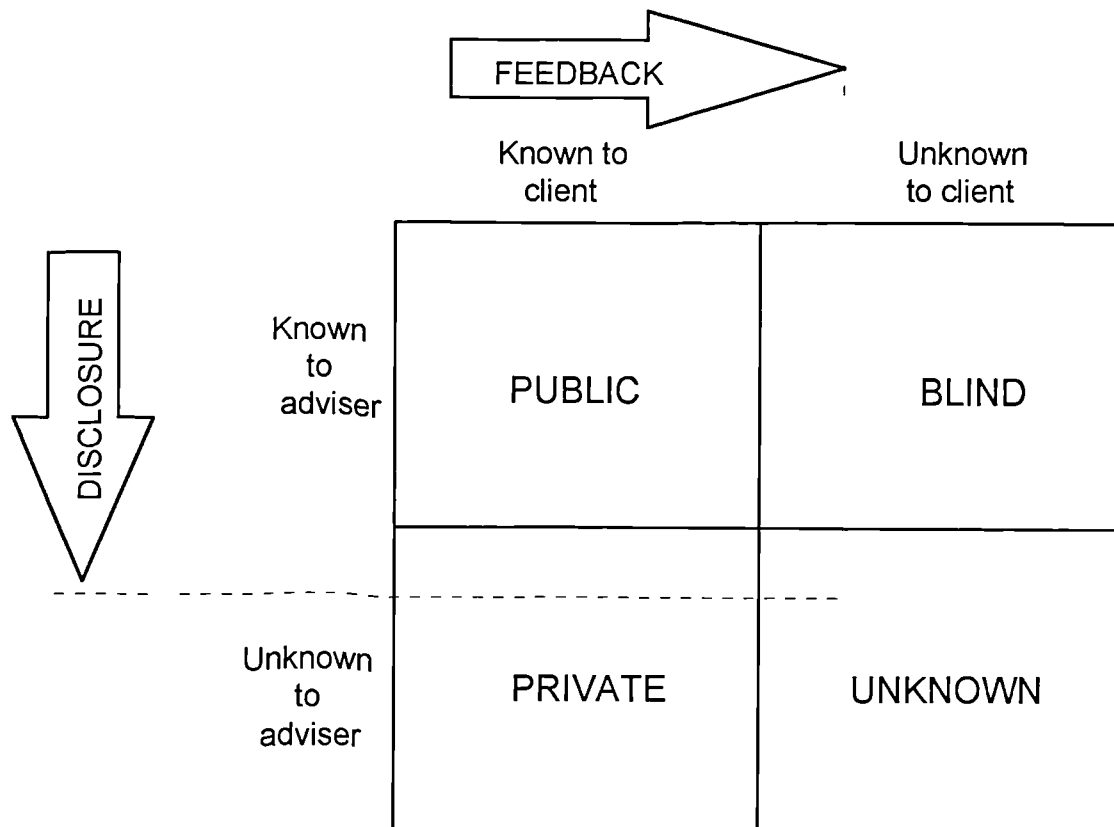 FEEDBACK
Known to
client
Unknown
to client
DISCLOSURE
Known
to
adviser
PUBLIC
BLIND
Unknown
to
adviser
PRIVATE
UNKNOWN